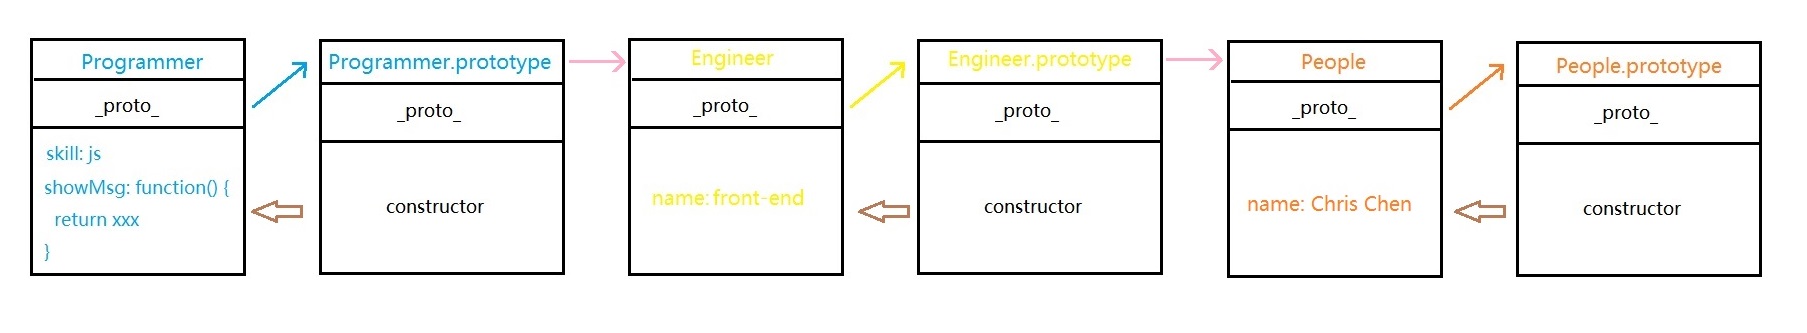 Programmer
_proto_
skill: js
showMsg: function() {
return xxx
}
Programmer.prototype
_proto_
constructor
Engineer
_proto_
name: front-end
Engineer.prototype
_proto_
constructor
People
_proto_
name: Chris Chen
People.prototype
_proto_
constructor